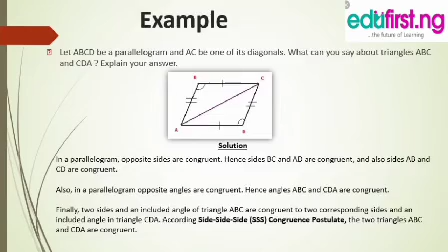 Example
edufirst.ng
...the future of Learning
Let ABCD be a parallelogram and AC be one of its diagonals. What can you say about triangles ABC
and CDA ? Explain your answer.
B
C
A
D
Solution
In a parallelogram, opposite sides are congruent. Hence sides BC and AD are congruent, and also sides AB and
CD are congruent.
Also, in a parallelogram opposite angles are congruent. Hence angles ABC and CDA are congruent.
Finally, two sides and an included angle of triangle ABC are congruent to two corresponding sides and an
included angle in triangle CDA. According Side-Side-Side (SSS) Congruence Postulate, the two triangles ABC
and CDA are congruent.